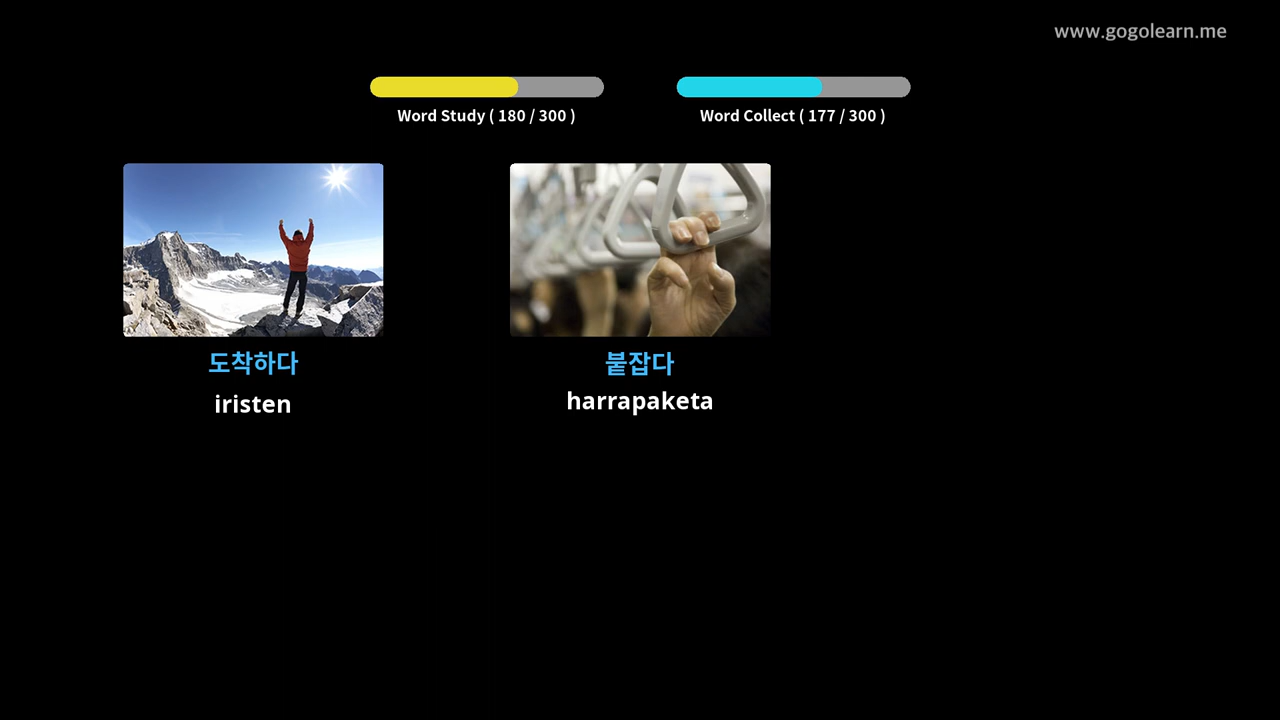 www.gogolearn.me
Word Study ( 180 / 300 )
Word Collect ( 177 / 300 )
도착하다
iristen
붙잡다
harrapaketa